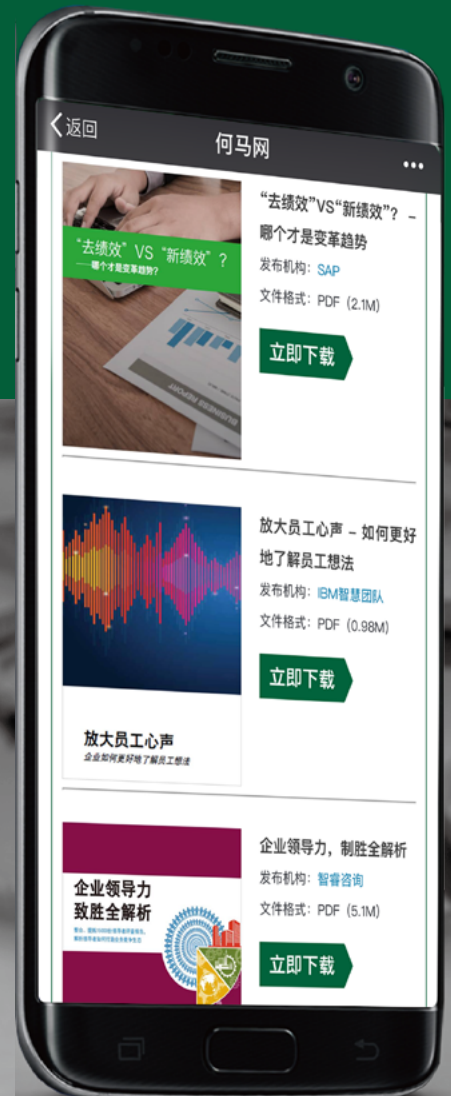 返回
何马网
“去绩效” VS “新绩效”？
——哪个才是变革趋势?
BUSINESS REPORT
“去绩效”VS“新绩效”？ –
哪个才是变革趋势
发布机构：SAP
文件格式：PDF（2.1M）
立即下载
放大员工心声
企业如何更好地了解员工想法
放大员工心声 – 如何更好
地了解员工想法
发布机构：IBM智慧团队
文件格式：PDF（0.98M）
立即下载
企业领导力
致胜全解析
企业领导力，制胜全解析
发布机构：智睿咨询
文件格式：PDF（5.1M）
立即下载